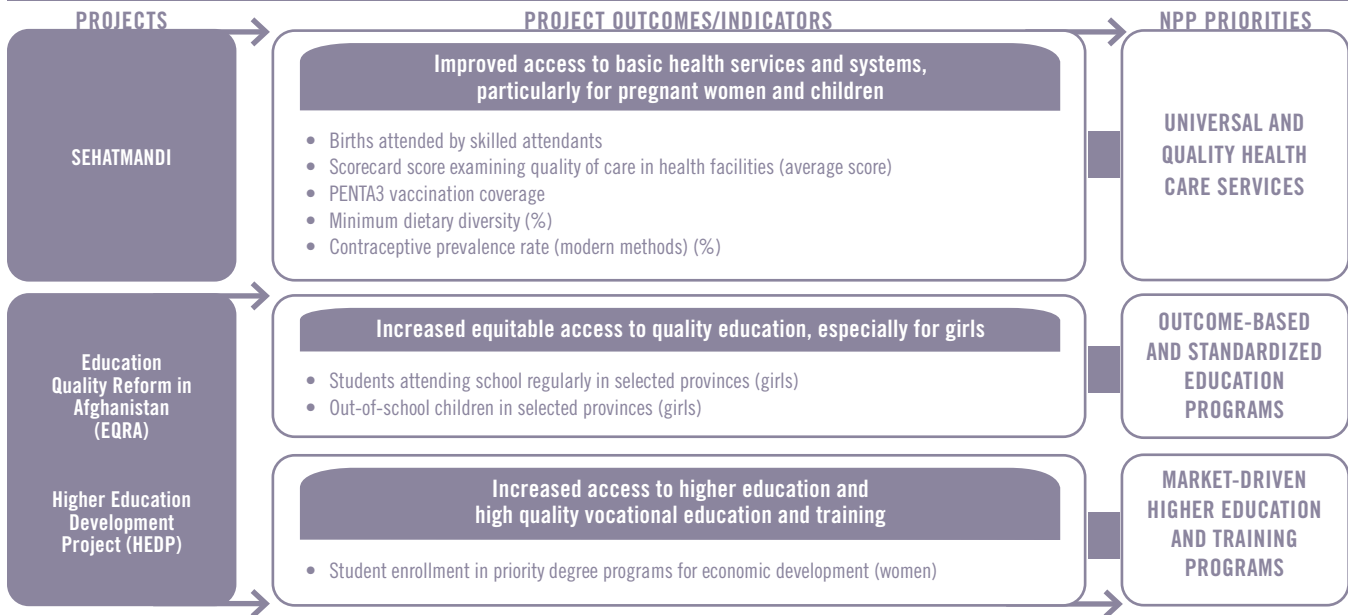 PROJECTS
PROJECT OUTCOMES/INDICATORS
NPP PRIORITIES
SEHATMANDI
Improved access to basic health services and systems,
particularly for pregnant women and children
• Births attended by skilled attendants
• Scorecard score examining quality of care in health facilities (average score)
• PENTA3 vaccination coverage
• Minimum dietary diversity (%)
• Contraceptive prevalence rate (modern methods) (%)
UNIVERSAL AND
QUALITY HEALTH
CARE SERVICES
Education
Quality Reform in
Afghanistan
(EQRA)
Increased equitable access to quality education, especially for girls
• Students attending school regularly in selected provinces (girls)
• Out-of-school children in selected provinces (girls)
OUTCOME-BASED
AND STANDARDIZED
EDUCATION
PROGRAMS
Higher Education
Development
Project (HEDP)
Increased access to higher education and
high quality vocational education and training
• Student enrollment in priority degree programs for economic development (women)
MARKET-DRIVEN
HIGHER EDUCATION
AND TRAINING
PROGRAMS